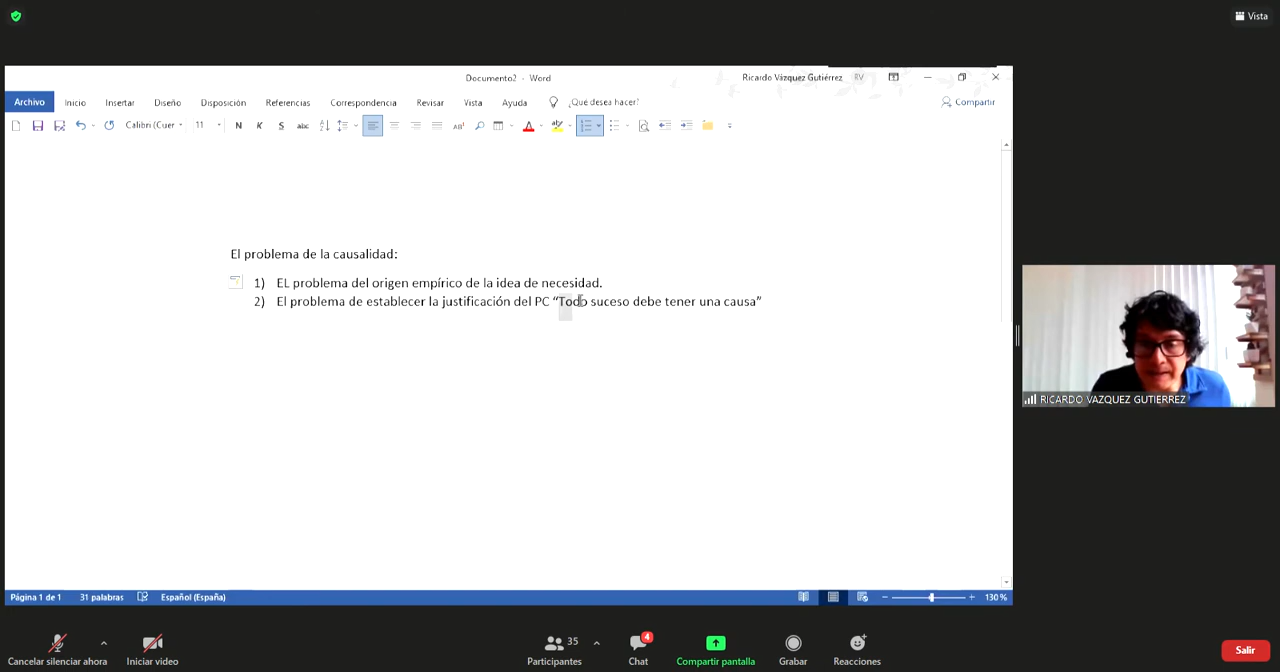 Vista
Documento2 - Word
Ricardo Vázquez Gutiérrez RV
Archivo Inicio Insertar Diseño Disposición Referencias Correspondencia Revisar Vista Ayuda ¿Qué desea hacer? Compartir
Calibri (Cuer 11 N K S abc
El problema de la causalidad:
1) EL problema del origen empírico de la idea de necesidad.
2) El problema de establecer la justificación del PC “Todo suceso debe tener una causa”
RICARDO VAZQUEZ GUTIERREZ
Página 1 de 1 31 palabras Español (España) 130 %
35 4
Cancelar silenciar ahora Iniciar video Participantes Chat Compartir pantalla Grabar Reacciones Salir